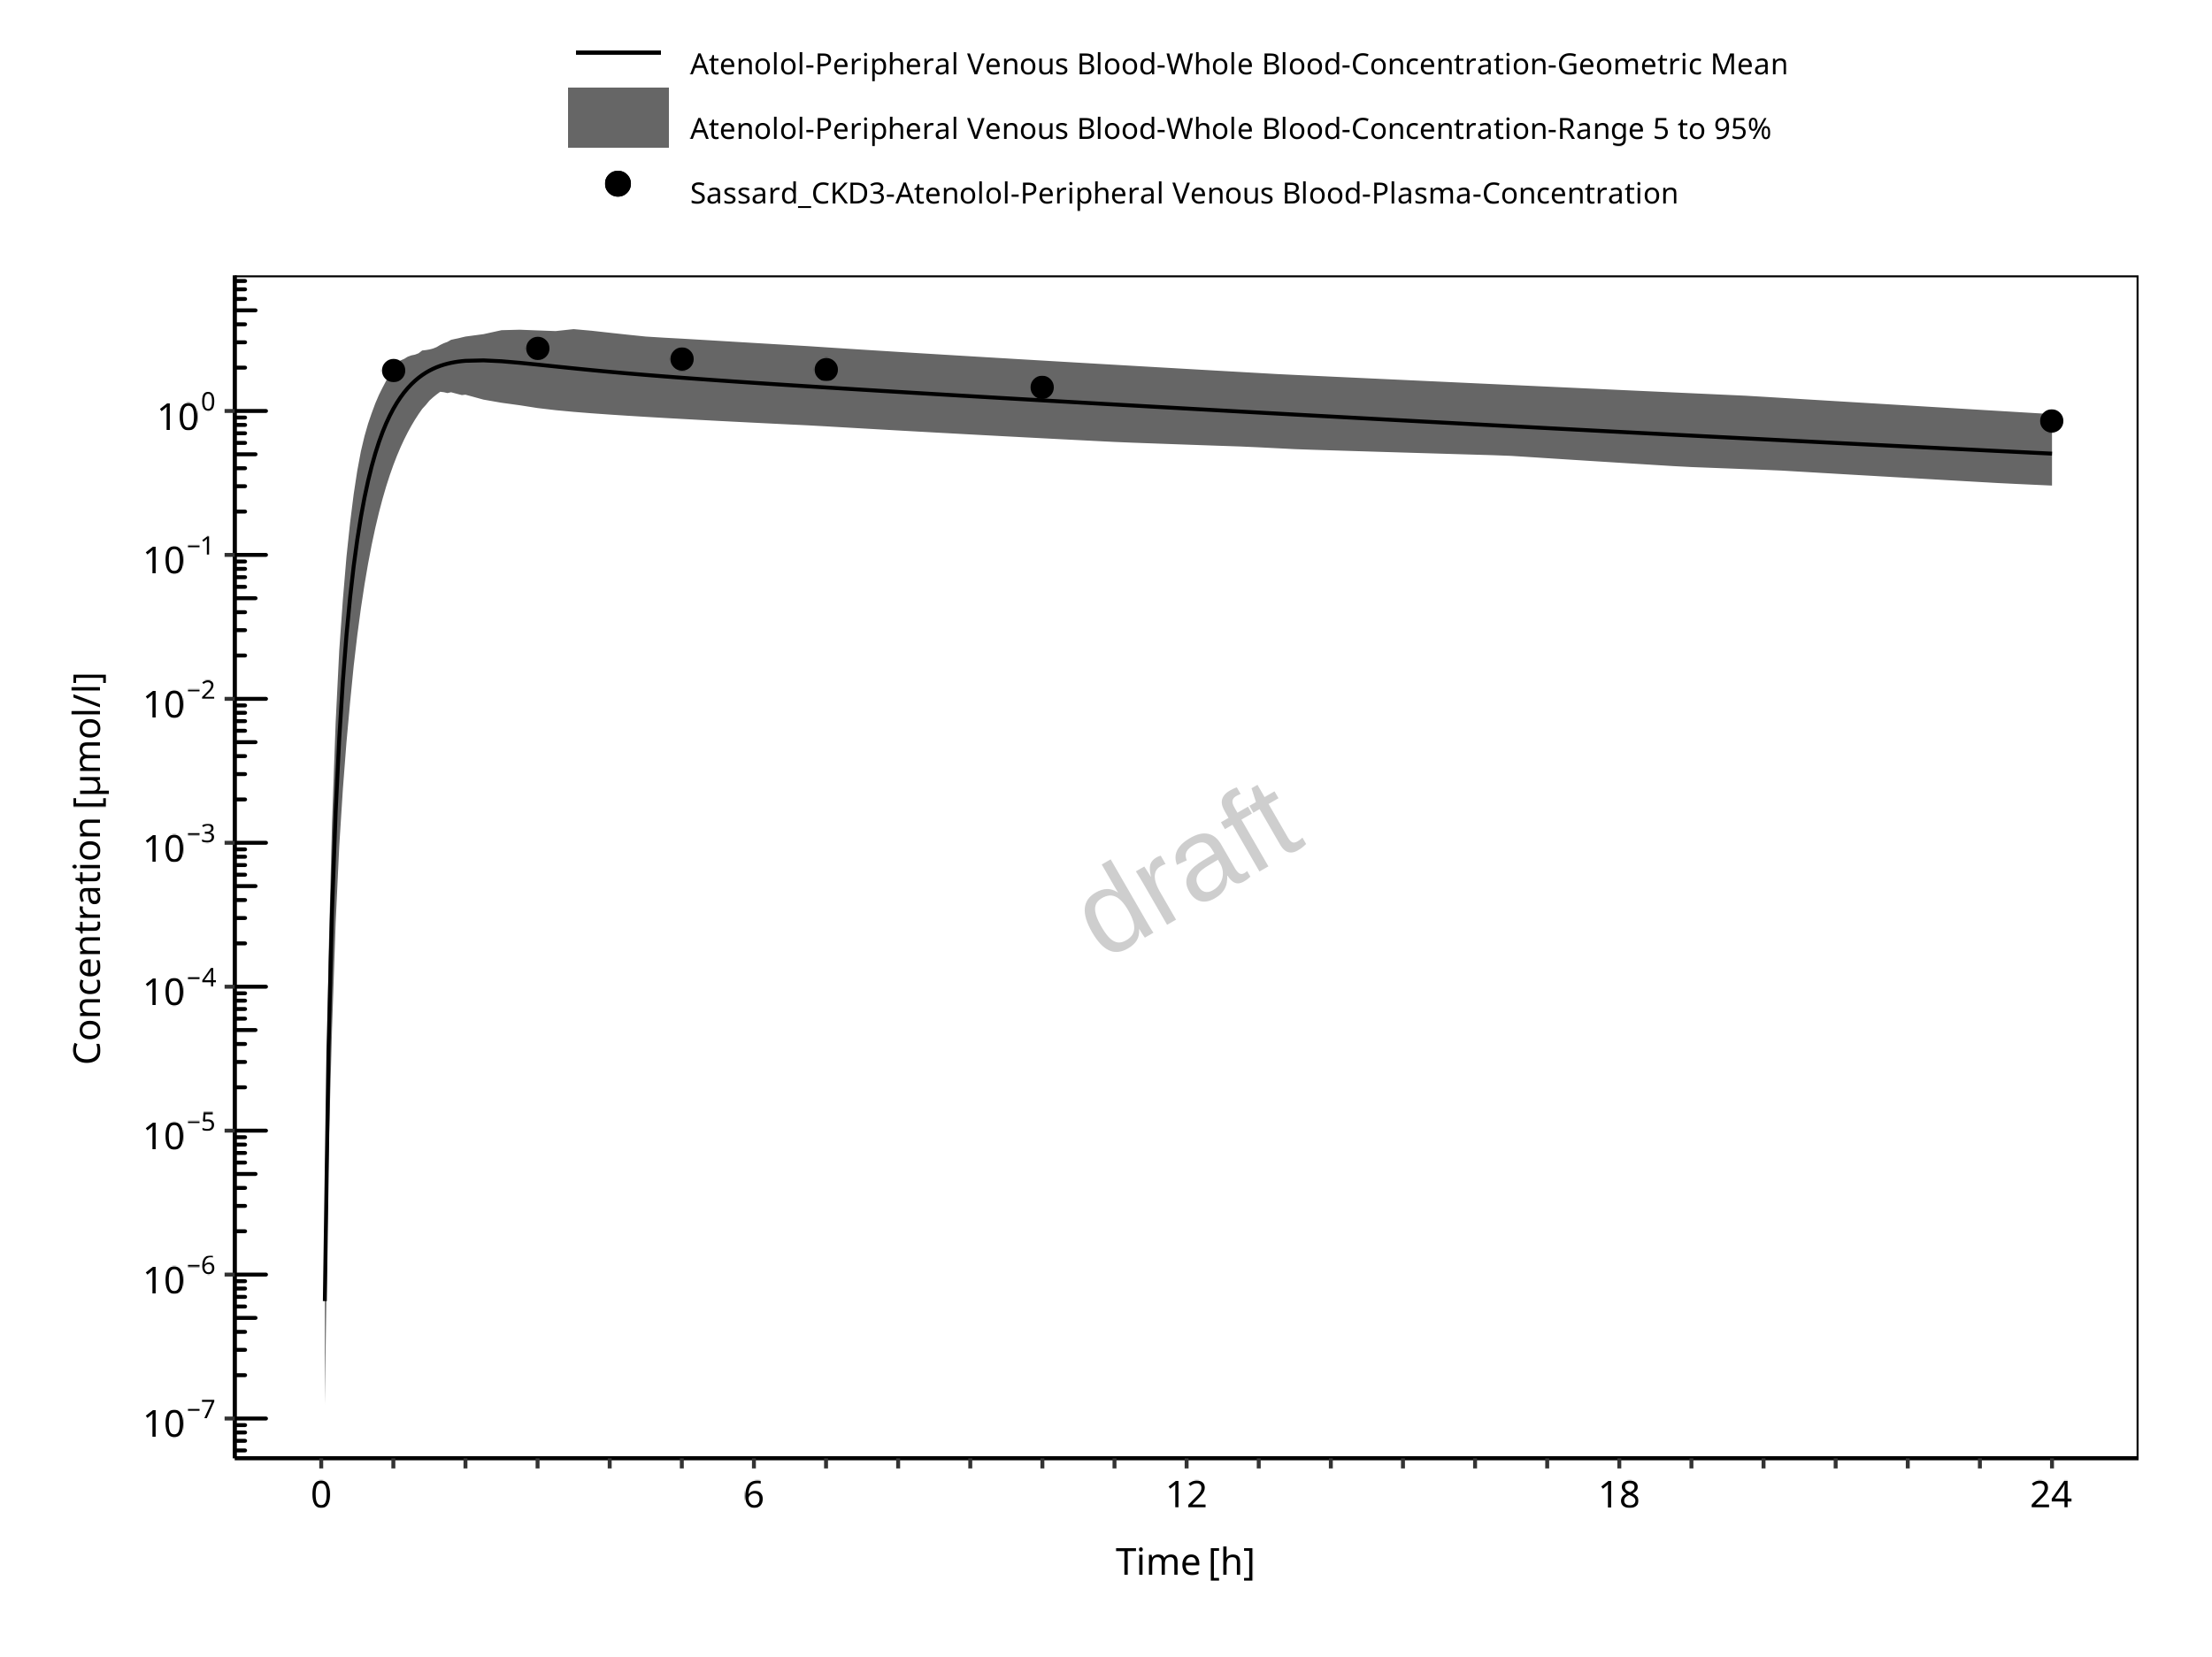 Atenolol-Peripheral Venous Blood-Whole Blood-Concentration-Geometric Mean
Atenolol-Peripheral Venous Blood-Whole Blood-Concentration-Range 5 to 95%
Sassard_CKD3-Atenolol-Peripheral Venous Blood-Plasma-Concentration
Concentration [µmol/l]
10⁰
10⁻¹
10⁻²
10⁻³
10⁻⁴
10⁻⁵
10⁻⁶
10⁻⁷
draft
0 6 12 18 24
Time [h]